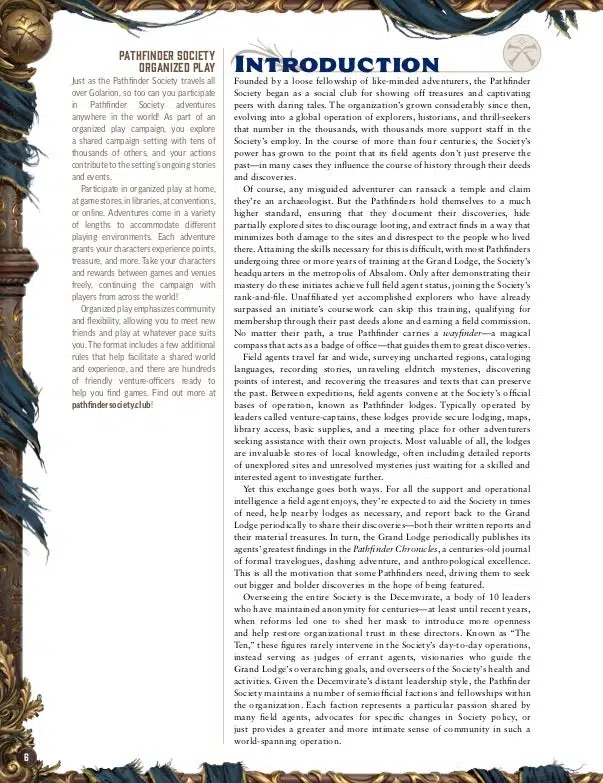 PATHFINDER SOCIETY
ORGANIZED PLAY
Just as the Pathfinder Society travels all
over Golarion, so too can you participate
in Pathfinder Society adventures
anywhere in the world! As part of an
organized play campaign, you explore
a shared campaign setting with tens of
thousands of others, and your actions
contribute to the setting's ongoing stories
and events.
Participate in organized play at home,
at game stores, in libraries, at conventions,
or online. Adventures come in a variety
of lengths to accommodate different
playing environments. Each adventure
grants your characters experience points,
treasure, and more. Take your characters
and rewards between games and venues
freely, continuing the campaign with
players from across the world!
Organized play emphasizes community
and flexibility, allowing you to meet new
friends and play at whatever pace suits
you. The format includes a few additional
rules that help facilitate a shared world
and experience, and there are hundreds
of friendly venture-officers ready to
help you find games. Find out more at
pathfindersociety.club!
INTRODUCTION
Founded by a loose fellowship of like-minded adventurers, the Pathfinder
Society began as a social club for showing off treasures and captivating
peers with daring tales. The organization's grown considerably since then,
evolving into a global operation of explorers, historians, and thrill-seekers
that number in the thousands, with thousands more support staff in the
Society's employ. In the course of more than four centuries, the Society's
power has grown to the point that its field agents don't just preserve the
past—in many cases they influence the course of history through their deeds
and discoveries.
Of course, any misguided adventurer can ransack a temple and claim
they're an archaeologist. But the Pathfinders hold themselves to a much
higher standard, ensuring that they document their discoveries, hide
partially explored sites to discourage looting, and extract finds in a way that
minimizes both damage to the sites and disrespect to the people who lived
there. Attaining the skills necessary for this is difficult, with most Pathfinders
undergoing three or more years of training at the Grand Lodge, the Society's
headquarters in the metropolis of Absalom. Only after demonstrating their
mastery do these initiates achieve full field agent status, joining the Society's
rank-and-file. Unaffiliated yet accomplished explorers who have already
surpassed an initiate's coursework can skip this training, qualifying for
membership through their past deeds alone and earning a field commission.
No matter their path, a true Pathfinder carries a wayfinder—a magical
compass that acts as a badge of office—that guides them to great discoveries.
Field agents travel far and wide, surveying uncharted regions, cataloging
languages, recording stories, unraveling eldritch mysteries, discovering
points of interest, and recovering the treasures and texts that can preserve
the past. Between expeditions, field agents convene at the Society's official
bases of operation, known as Pathfinder lodges. Typically operated by
leaders called venture-captains, these lodges provide secure lodging, maps,
library access, basic supplies, and a meeting place for other adventurers
seeking assistance with their own projects. Most valuable of all, the lodges
are invaluable stores of local knowledge, often including detailed reports
of unexplored sites and unresolved mysteries just waiting for a skilled and
interested agent to investigate further.
Yet this exchange goes both ways. For all the support and operational
intelligence a field agent enjoys, they're expected to aid the Society in times
of need, help nearby lodges as necessary, and report back to the Grand
Lodge periodically to share their discoveries—both their written reports and
their material treasures. In turn, the Grand Lodge periodically publishes its
agents' greatest findings in the Pathfinder Chronicles, a centuries-old journal
of formal travelogues, dashing adventure, and anthropological excellence.
This is all the motivation that some Pathfinders need, driving them to seek
out bigger and bolder discoveries in the hope of being featured.
Overseeing the entire Society is the Decemvirate, a body of 10 leaders
who have maintained anonymity for centuries—at least until recent years,
when reforms led one to shed her mask to introduce more openness
and help restore organizational trust in these directors. Known as “The
Ten,” these figures rarely intervene in the Society's day-to-day operations,
instead serving as judges of errant agents, visionaries who guide the
Grand Lodge's overarching goals, and overseers of the Society's health and
activities. Given the Decemvirate's distant leadership style, the Pathfinder
Society maintains a number of semiofficial factions and fellowships within
the organization. Each faction represents a particular passion shared by
many field agents, advocates for specific changes in Society policy, or
just provides a greater and more intimate sense of community in such a
world-spanning operation.
6